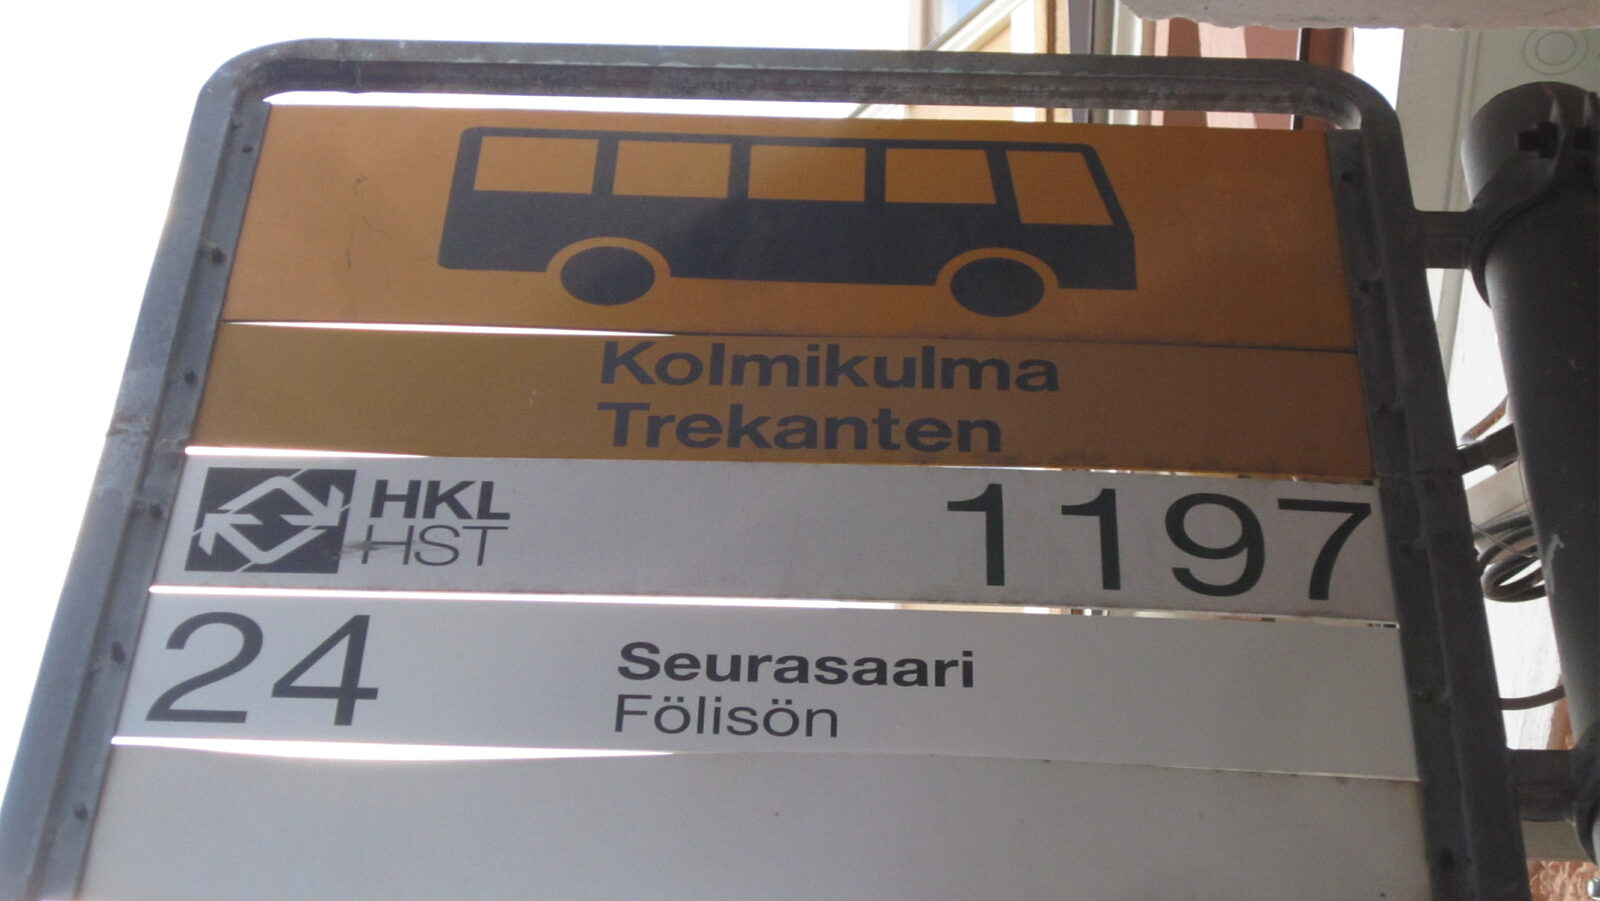 Kolmikulma
Trekanten
HKL
HST
1197
24
Seurasaari
Fölisön